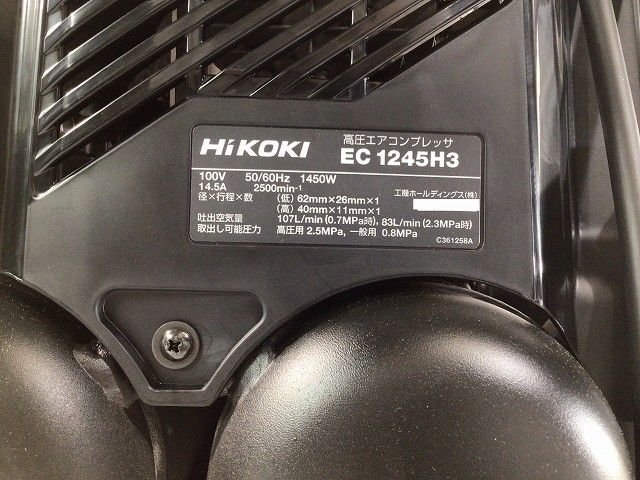 HiKOKI
高圧エアコンプレッサ
EC 1245H3
100V 50/60Hz 1450W
14.5A 2500min⁻¹
工機ホールディングス(株)
径×行程×数 (低) 62mm×26mm×1
(高) 40mm×11mm×1
吐出空気量 107L/min (0.7MPa時), 83L/min (2.3MPa時)
取出し可能圧力 高圧用 2.5MPa, 一般用 0.8MPa
C361258A